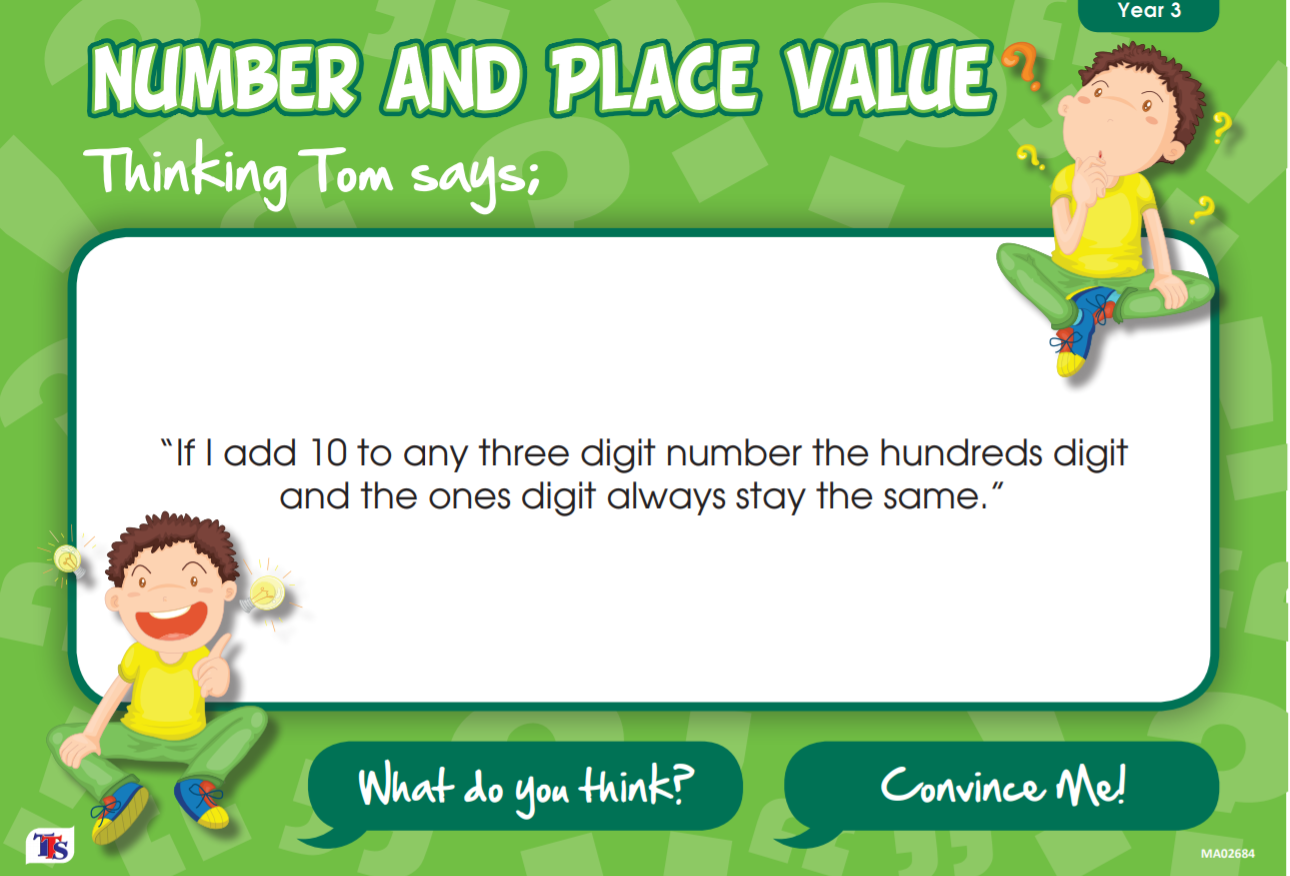 Year 3
NUMBER AND PLACE VALUE
Thinking Tom says;
“If I add 10 to any three digit number the hundreds digit
and the ones digit always stay the same.”
What do you think?
Convince Me!
TTS
MA02684